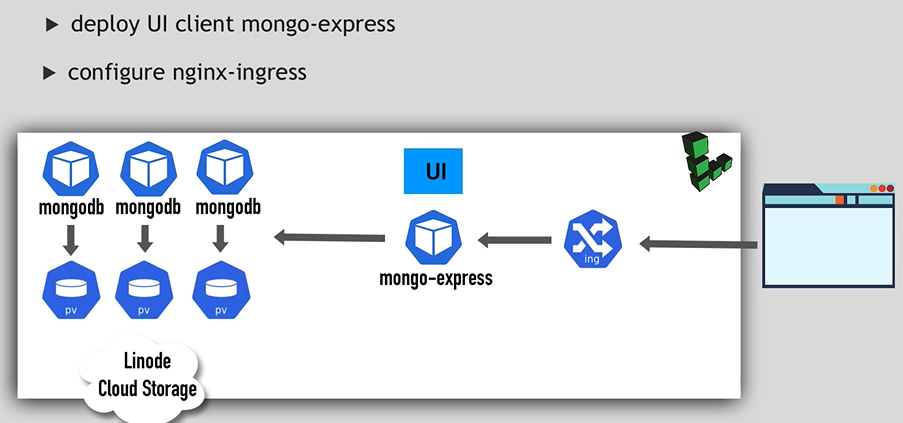 deploy UI client mongo-express
configure nginx-ingress
UI
mongodb mongodb mongodb
ing
mongo-express
pv pv pv
Linode
Cloud Storage